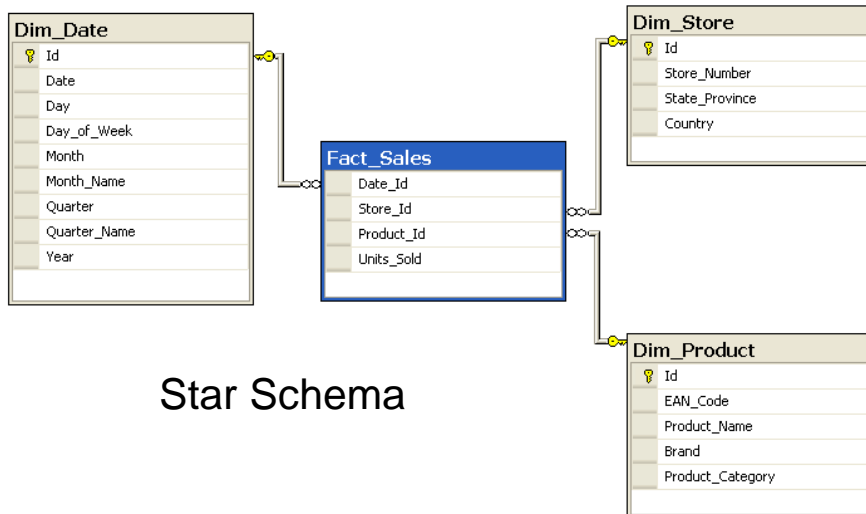 Dim_Date
Id
Date
Day
Day_of_Week
Month
Month_Name
Quarter
Quarter_Name
Year
Fact_Sales
Date_Id
Store_Id
Product_Id
Units_Sold
Dim_Store
Id
Store_Number
State_Province
Country
Dim_Product
Id
EAN_Code
Product_Name
Brand
Product_Category
Star Schema